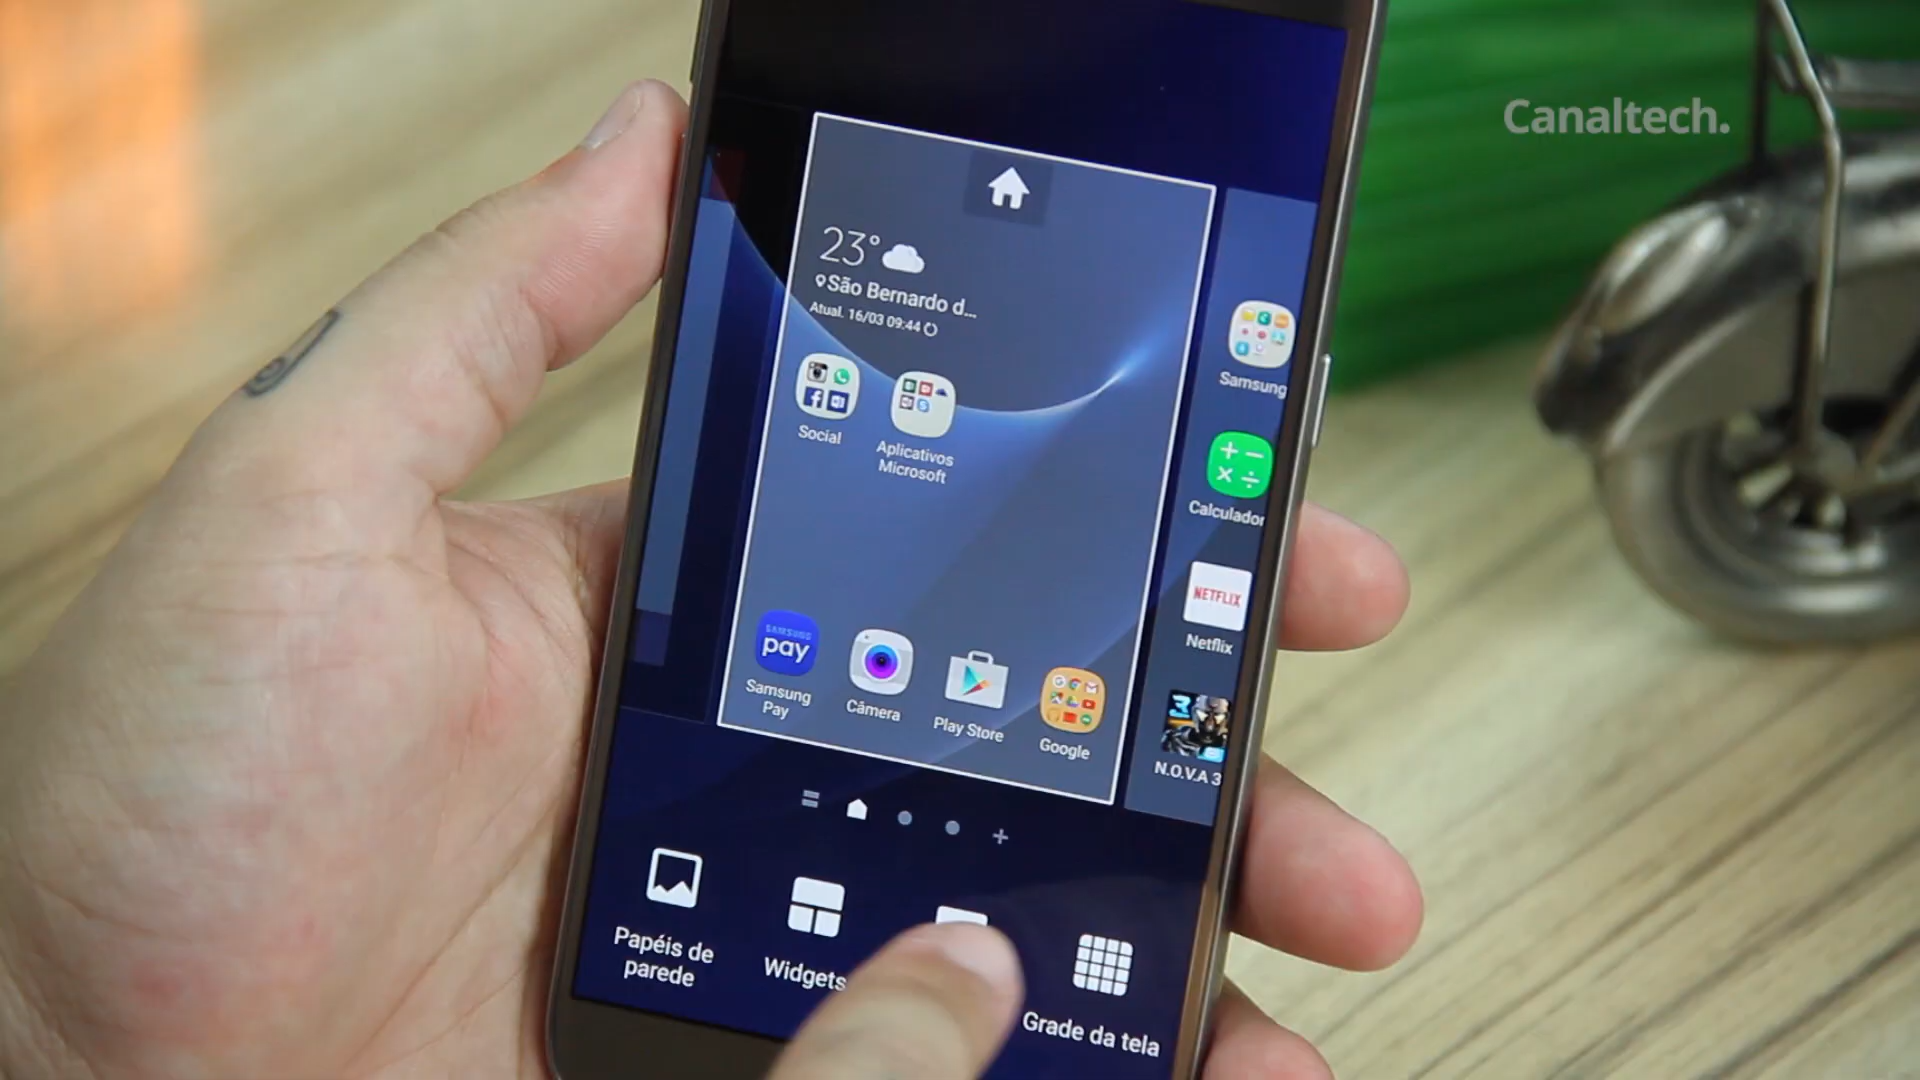 Canaltech.
23°
São Bernardo d...
Atual. 16/03 09:44
Social
Aplicativos
Microsoft
Samsung
Calculador
NETFLIX
Netflix
N.O.V.A 3
SAMSUNG
pay
Samsung
Pay
Câmera
Play Store
Google
Papéis de
parede
Widgets
Grade da tela